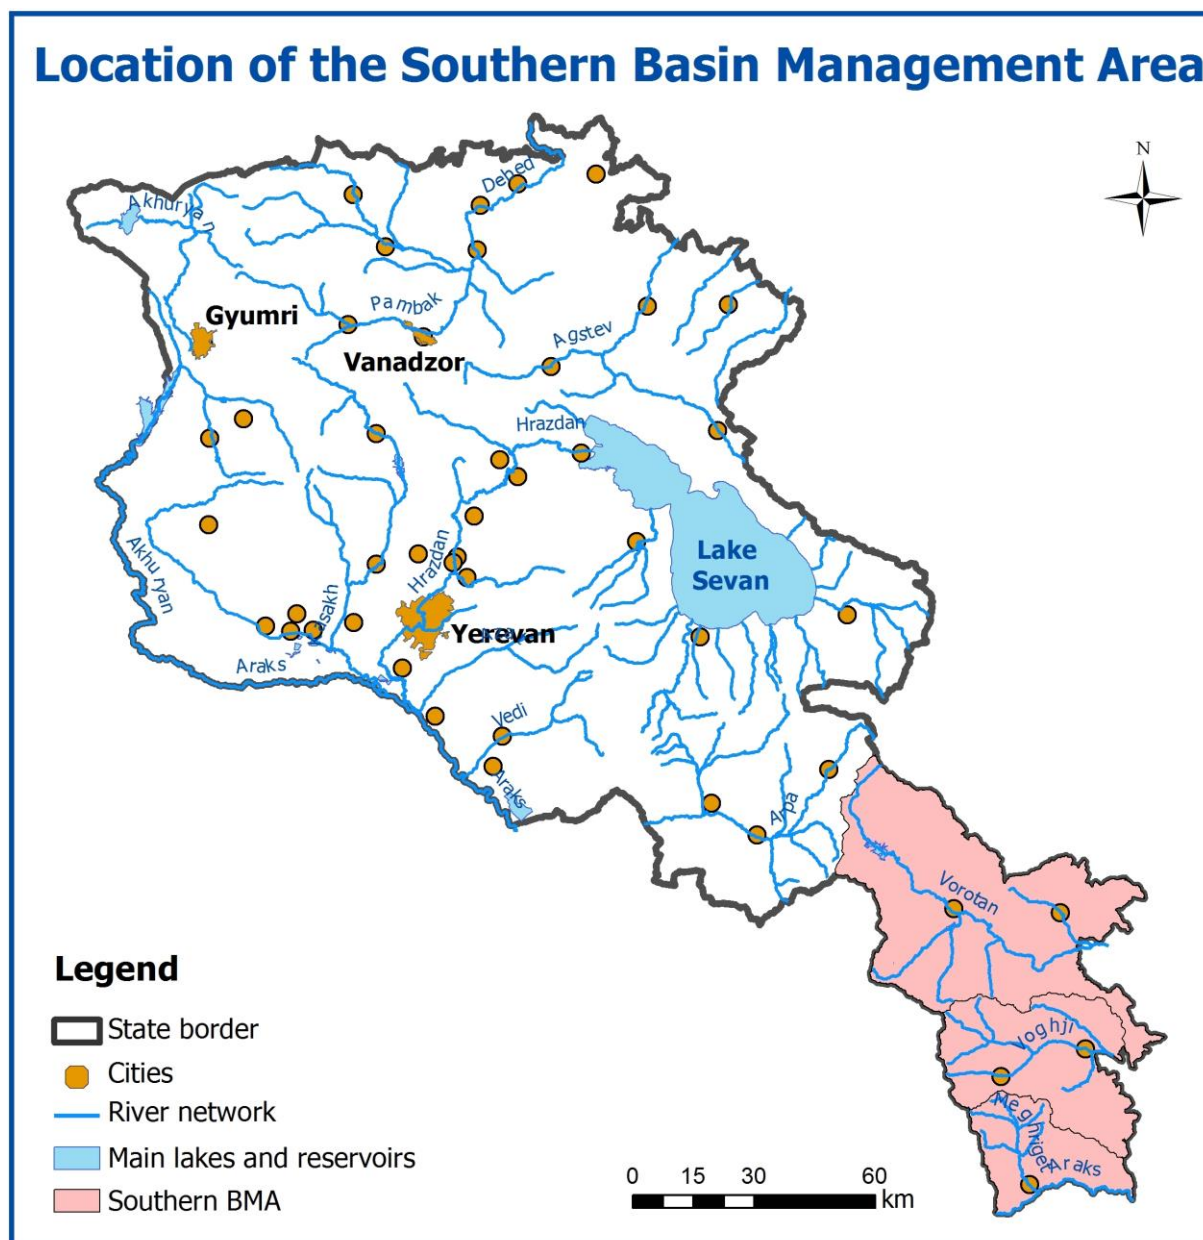 Location of the Southern Basin Management Area
N
Debed
Akhuryan
Pambak
Gyumri
Agstev
Vanadzor
Hrazdan
Lake
Sevan
Hrazdan
Akhuryan
Kasakh
Yerevan
Araks
Vedi
Araks
Arpa
Vorotan
Legend
State border
Voghji
Cities
River network
Meghriget
Main lakes and reservoirs
Araks
Southern BMA
0 15 30 60
km